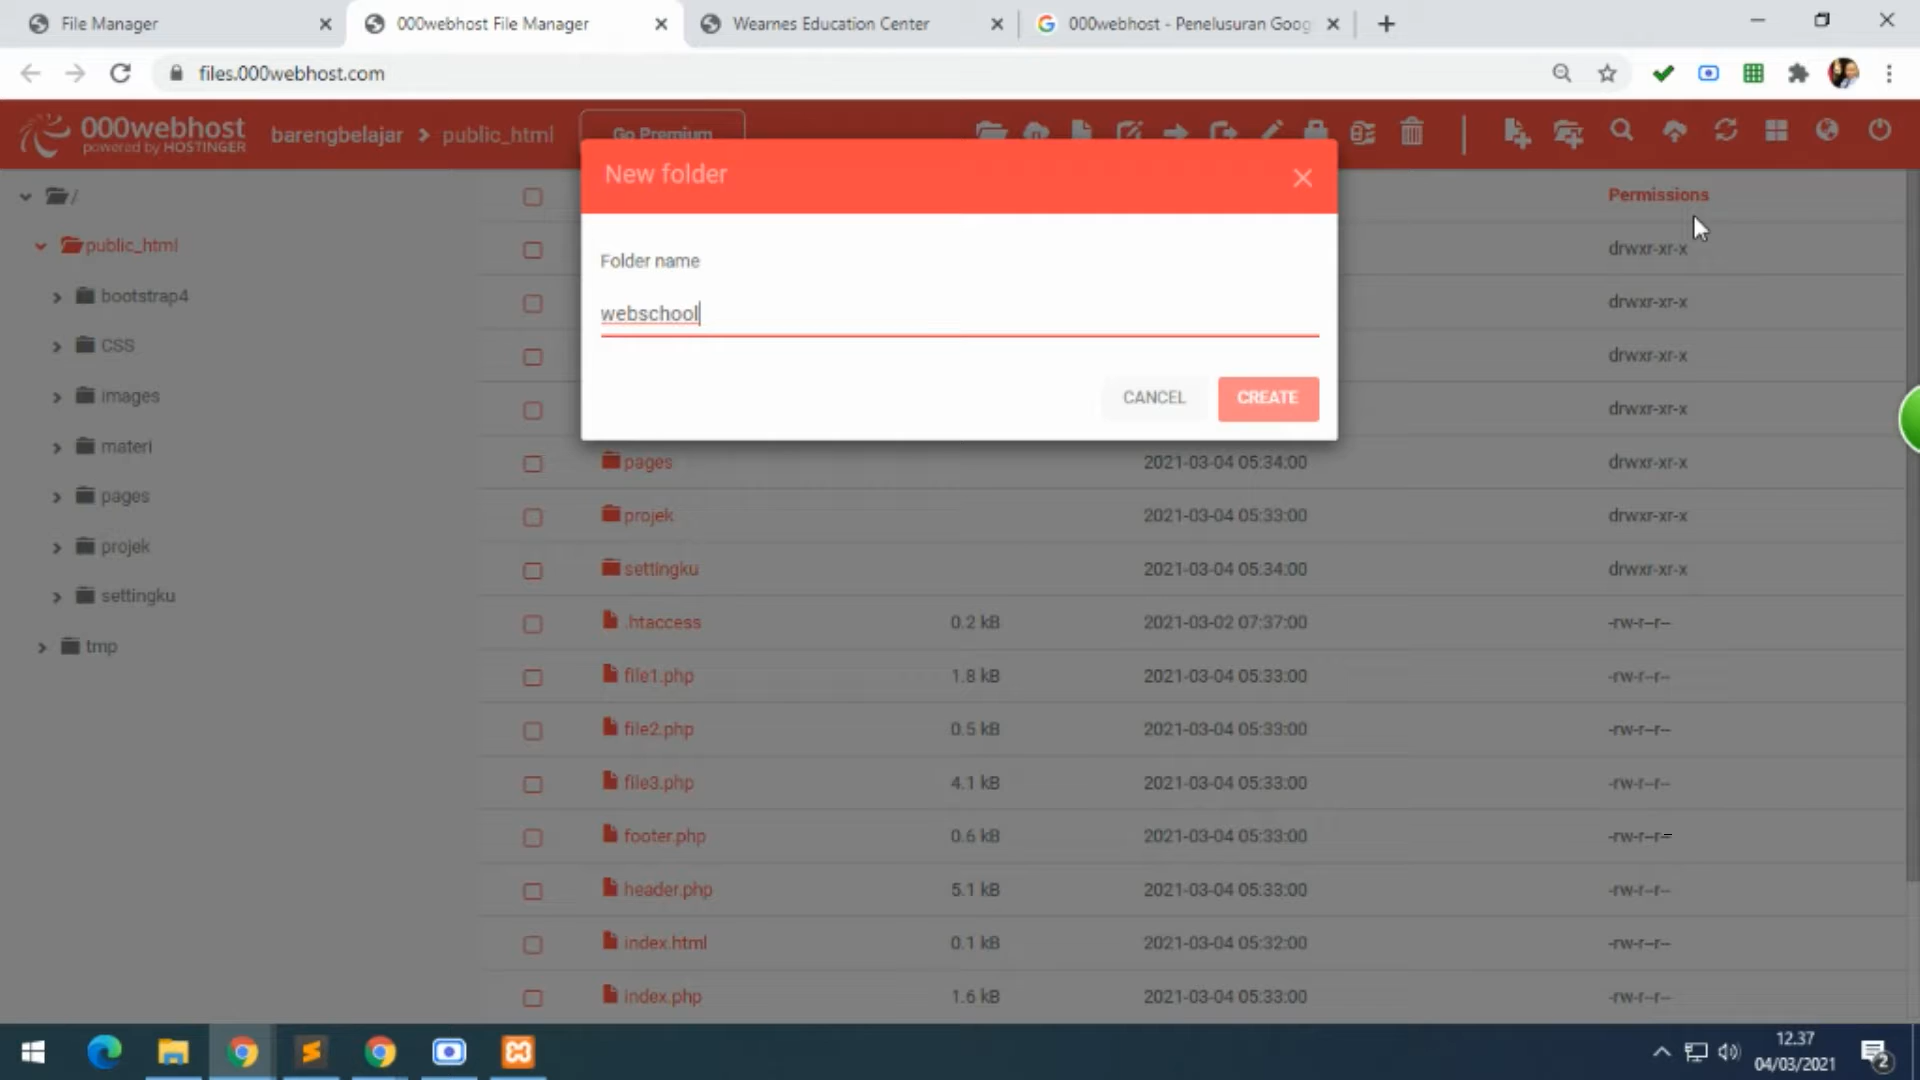 File Manager
000webhost File Manager
Wearnes Education Center
000webhost - Penelusuran Goog
files.000webhost.com
000webhost
powered by HOSTINGER
barengbelajar
public_html
Go Premium
New folder
Folder name
webschool
CANCEL
CREATE
/
public_html
bootstrap4
CSS
images
materi
pages
projek
settingku
tmp
Permissions
drwxr-xr-x
drwxr-xr-x
drwxr-xr-x
drwxr-xr-x
pages 2021-03-04 05:34:00 drwxr-xr-x
projek 2021-03-04 05:33:00 drwxr-xr-x
settingku 2021-03-04 05:34:00 drwxr-xr-x
.htaccess 0.2 kB 2021-03-02 07:37:00 -rw-r--r--
file1.php 1.8 kB 2021-03-04 05:33:00 -rw-r--r--
file2.php 0.5 kB 2021-03-04 05:33:00 -rw-r--r--
file3.php 4.1 kB 2021-03-04 05:33:00 -rw-r--r--
footer.php 0.6 kB 2021-03-04 05:33:00 -rw-r--r--
header.php 5.1 kB 2021-03-04 05:33:00 -rw-r--r--
index.html 0.1 kB 2021-03-04 05:32:00 -rw-r--r--
index.php 1.6 kB 2021-03-04 05:33:00 -rw-r--r--
12.37
04/03/2021
2